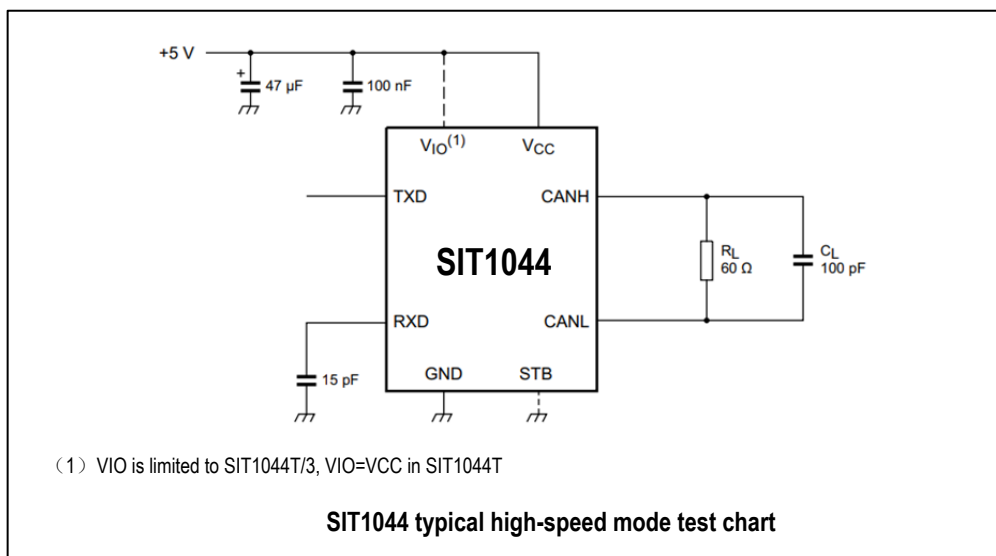 +5 V
+
47 µF
100 nF
VIO(1)
VCC
TXD
CANH
SIT1044
RL
60 Ω
CL
100 pF
RXD
CANL
15 pF
GND
STB
（1）VIO is limited to SIT1044T/3, VIO=VCC in SIT1044T
SIT1044 typical high-speed mode test chart